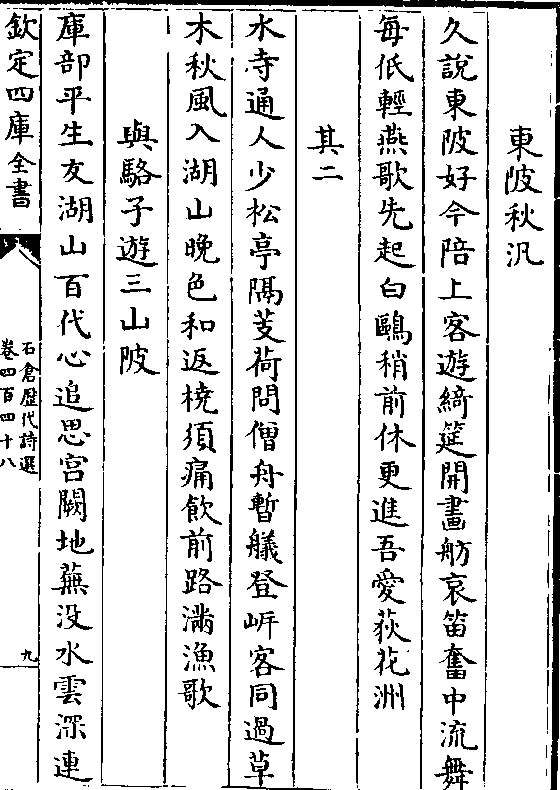 東陂秋汎
久說東陂好今陪上客遊綺筵開畫舫哀笛奮中流舞
每低輕燕歌先起白鷗稍前休更進吾愛荻花洲
其二
水寺通人少松亭隔芰荷問僧舟暫艤登岸客同過草
木秋風入湖山晚色和返橈須痛飲前路滿漁歌
與駱子遊三山陂
庫部平生友湖山百代心追思宮闕地蕪没水雲深連
欽定四庫全書
石倉歷代詩選
卷四百四十八
九